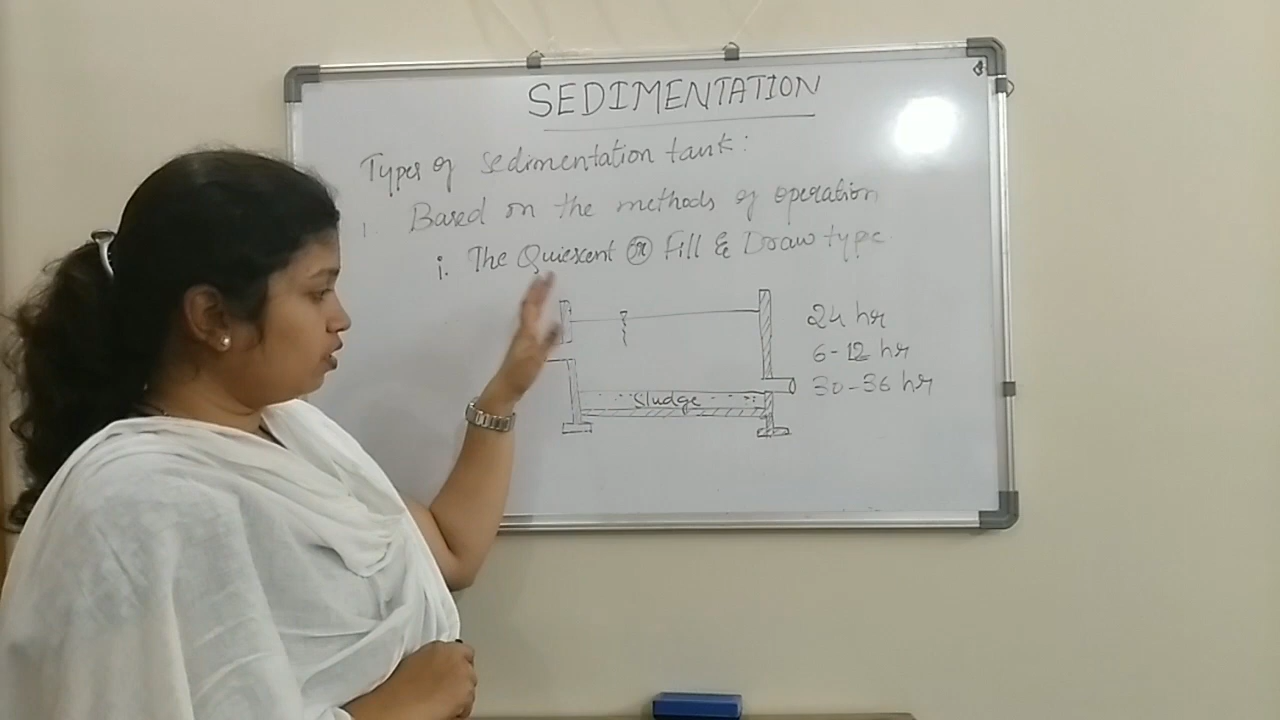 SEDIMENTATION
Types of sedimentation tank:
1. Based on the methods of operation
i. The Quiescent or Fill & Draw type
24 hr
6-12 hr
30-36 hr
Sludge